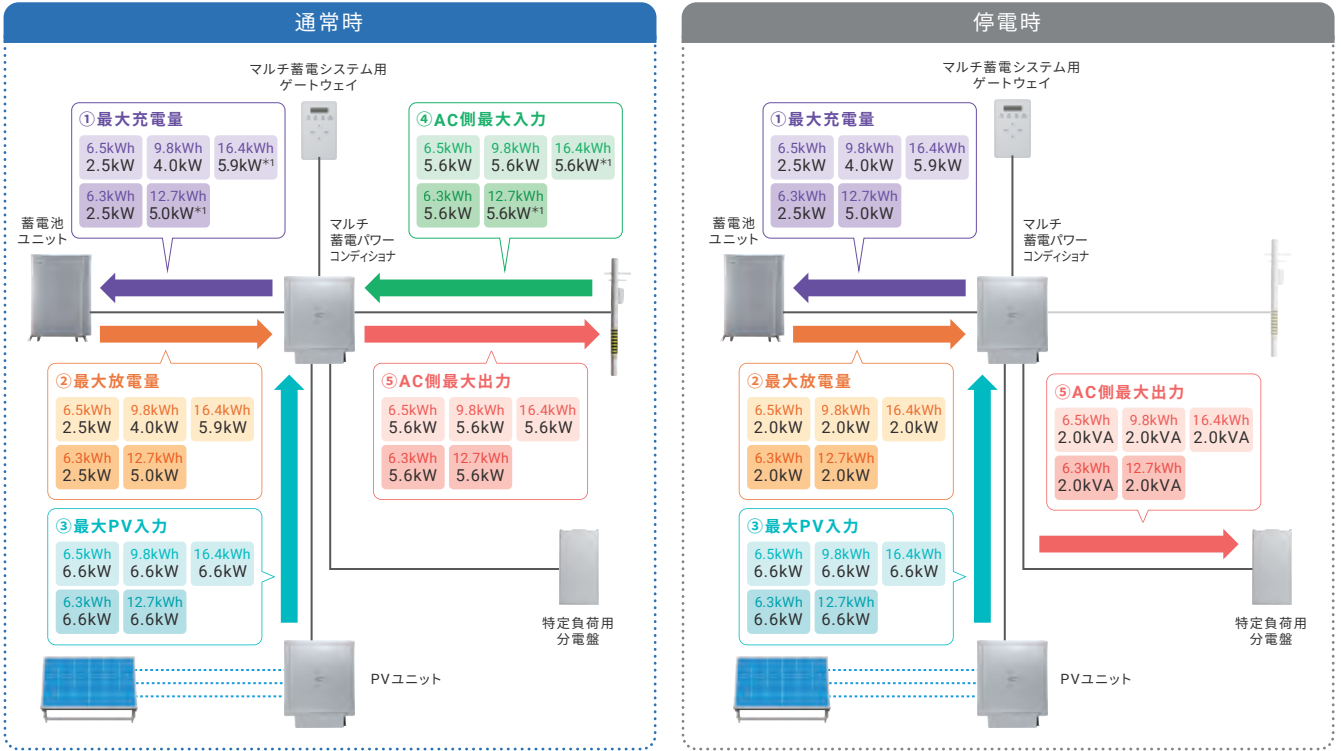 通常時
マルチ蓄電システム用
ゲートウェイ
①最大充電量
6.5kWh 9.8kWh 16.4kWh
2.5kW 4.0kW 5.9kW*1
6.3kWh 12.7kWh
2.5kW 5.0kW*1
④AC側最大入力
6.5kWh 9.8kWh 16.4kWh
5.6kW 5.6kW 5.6kW*1
6.3kWh 12.7kWh
5.6kW 5.6kW*1
蓄電池
ユニット
マルチ
蓄電パワー
コンディショナ
②最大放電量
6.5kWh 9.8kWh 16.4kWh
2.5kW 4.0kW 5.9kW
6.3kWh 12.7kWh
2.5kW 5.0kW
⑤AC側最大出力
6.5kWh 9.8kWh 16.4kWh
5.6kW 5.6kW 5.6kW
6.3kWh 12.7kWh
5.6kW 5.6kW
③最大PV入力
6.5kWh 9.8kWh 16.4kWh
6.6kW 6.6kW 6.6kW
6.3kWh 12.7kWh
6.6kW 6.6kW
特定負荷用
分電盤
PVユニット
停電時
マルチ蓄電システム用
ゲートウェイ
①最大充電量
6.5kWh 9.8kWh 16.4kWh
2.5kW 4.0kW 5.9kW
6.3kWh 12.7kWh
2.5kW 5.0kW
蓄電池
ユニット
マルチ
蓄電パワー
コンディショナ
②最大放電量
6.5kWh 9.8kWh 16.4kWh
2.0kW 2.0kW 2.0kW
6.3kWh 12.7kWh
2.0kW 2.0kW
⑤AC側最大出力
6.5kWh 9.8kWh 16.4kWh
2.0kVA 2.0kVA 2.0kVA
6.3kWh 12.7kWh
2.0kVA 2.0kVA
③最大PV入力
6.5kWh 9.8kWh 16.4kWh
6.6kW 6.6kW 6.6kW
6.3kWh 12.7kWh
6.6kW 6.6kW
特定負荷用
分電盤
PVユニット